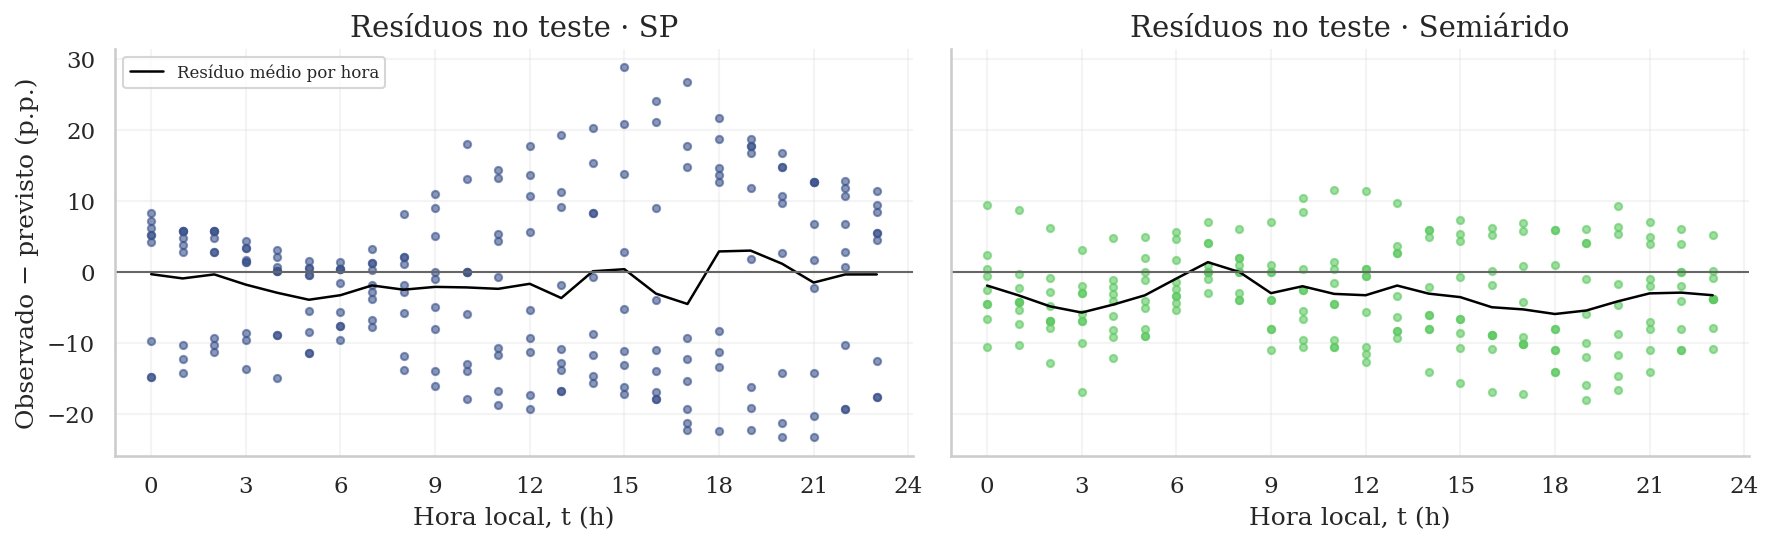 Resíduos no teste · SP
Resíduos no teste · Semiárido
Observado − previsto (p.p.)
Resíduo médio por hora
30
20
10
0
−10
−20
0 3 6 9 12 15 18 21 24
0 3 6 9 12 15 18 21 24
Hora local, t (h)
Hora local, t (h)